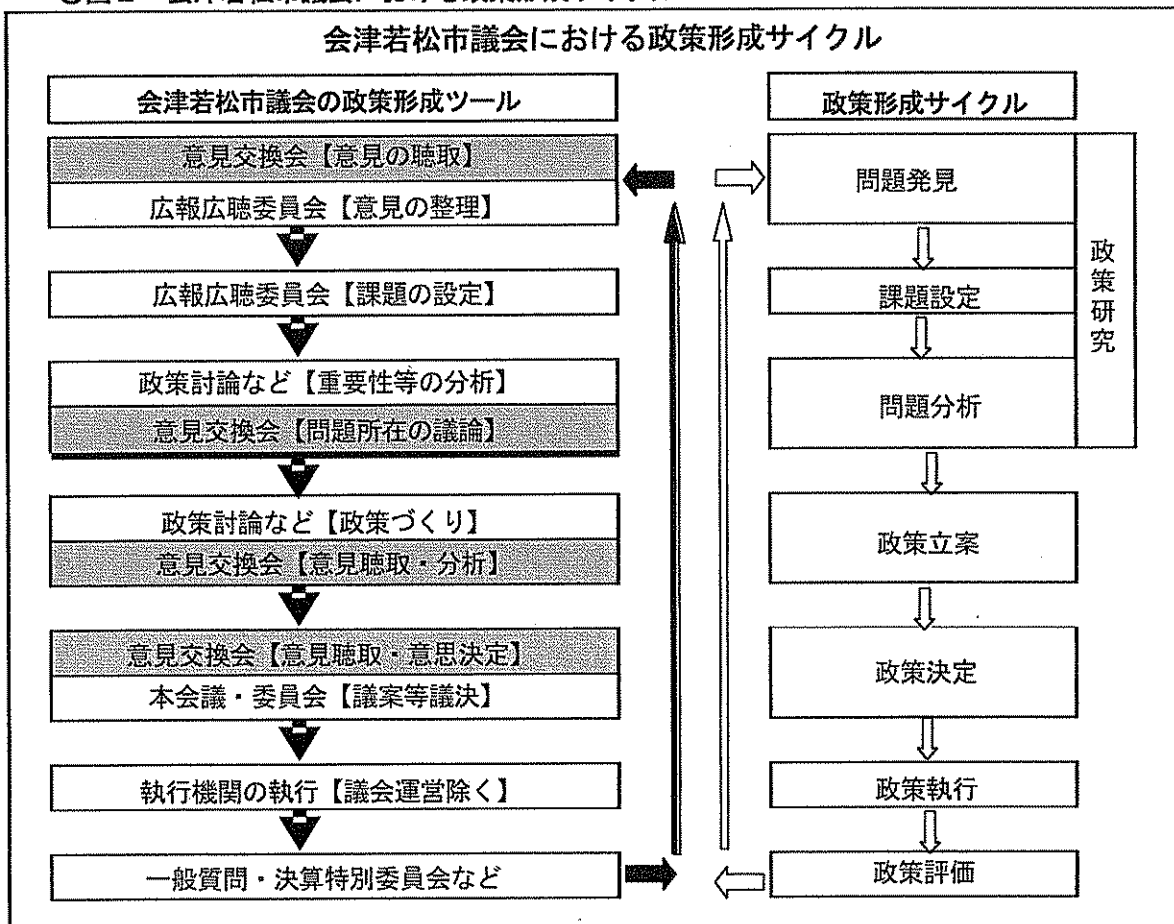 会津若松市議会における政策形成サイクル
会津若松市議会の政策形成ツール
意見交換会【意見の聴取】
広報広聴委員会【意見の整理】
広報広聴委員会【課題の設定】
政策討論など【重要性等の分析】
意見交換会【問題所在の議論】
政策討論など【政策づくり】
意見交換会【意見聴取・分析】
意見交換会【意見聴取・意思決定】
本会議・委員会【議案等議決】
執行機関の執行【議会運営除く】
一般質問・決算特別委員会など
政策形成サイクル
問題発見
課題設定
問題分析
政策研究
政策立案
政策決定
政策執行
政策評価